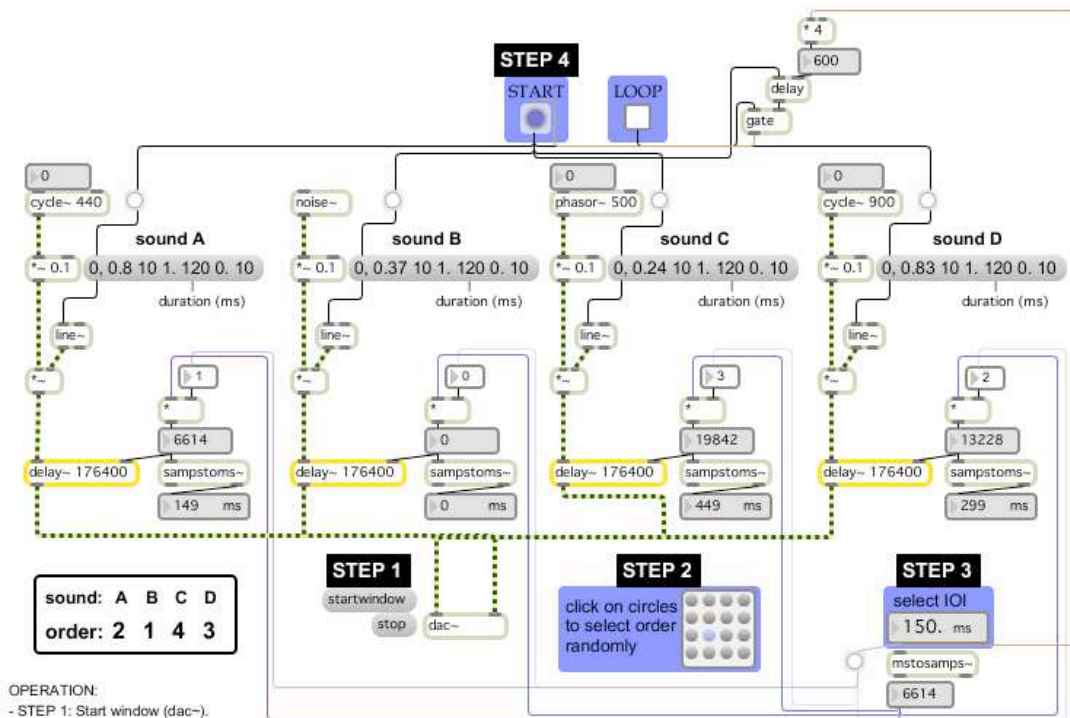 * 4
600
STEP 4
START
LOOP
delay
gate
0
cycle~ 440
noise~
0
phasor~ 500
0
cycle~ 900
sound A
sound B
sound C
sound D
*~ 0.1
0, 0.8 10 1. 120 0. 10
*~ 0.1
0, 0.37 10 1. 120 0. 10
*~ 0.1
0, 0.24 10 1. 120 0. 10
*~ 0.1
0, 0.83 10 1. 120 0. 10
duration (ms)
duration (ms)
duration (ms)
duration (ms)
line~
line~
line~
line~
*~
1
*~
0
*~
3
*~
2
*
*
*
*
6614
0
19842
13228
delay~ 176400
sampstoms~
delay~ 176400
sampstoms~
delay~ 176400
sampstoms~
delay~ 176400
sampstoms~
149 ms
0 ms
449 ms
299 ms
STEP 1
startwindow
stop
dac~
STEP 2
click on circles
to select order
randomly
STEP 3
select IOI
150. ms
mstosamps~
6614
sound: A B C D
order: 2 1 4 3
OPERATION:
- STEP 1: Start window (dac~).